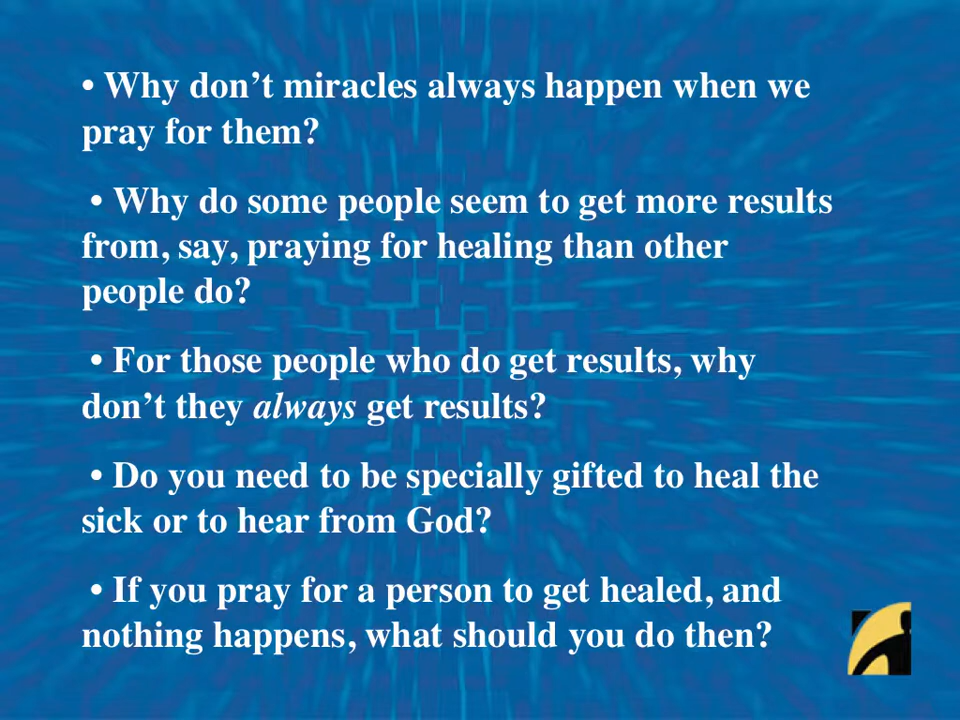 • Why don’t miracles always happen when we
pray for them?
• Why do some people seem to get more results
from, say, praying for healing than other
people do?
• For those people who do get results, why
don’t they always get results?
• Do you need to be specially gifted to heal the
sick or to hear from God?
• If you pray for a person to get healed, and
nothing happens, what should you do then?